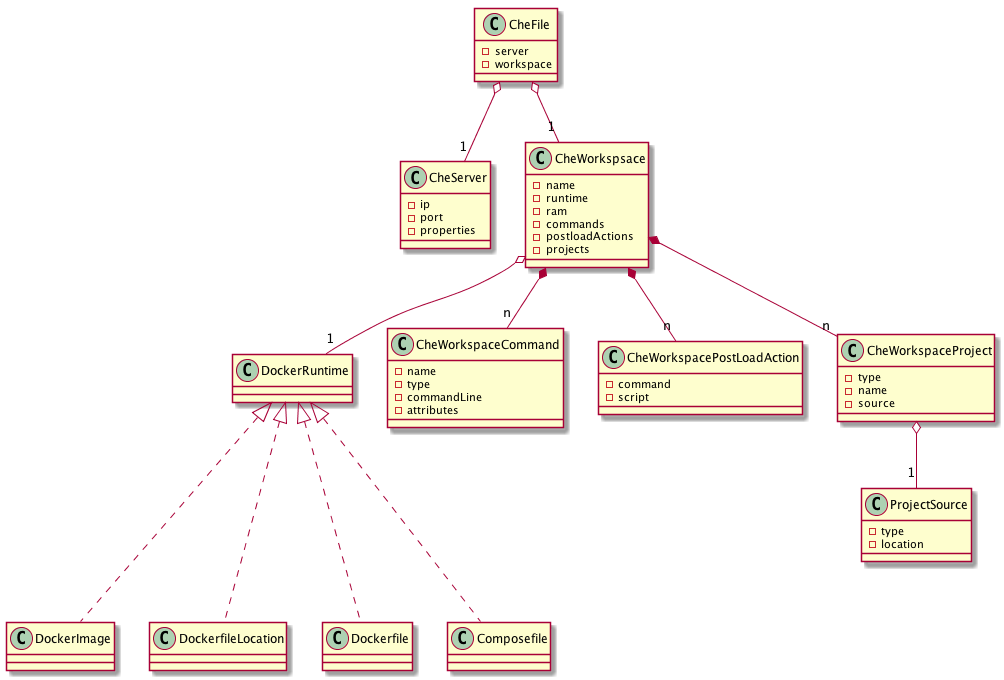 C CheFile
server
workspace
1
1
C CheServer
ip
port
properties
C CheWorkspsace
name
runtime
ram
commands
postloadActions
projects
1
n
n
n
C DockerRuntime
C CheWorkspaceCommand
name
type
commandLine
attributes
C CheWorkspacePostLoadAction
command
script
C CheWorkspaceProject
type
name
source
1
C ProjectSource
type
location
C DockerImage
C DockerfileLocation
C Dockerfile
C Composefile